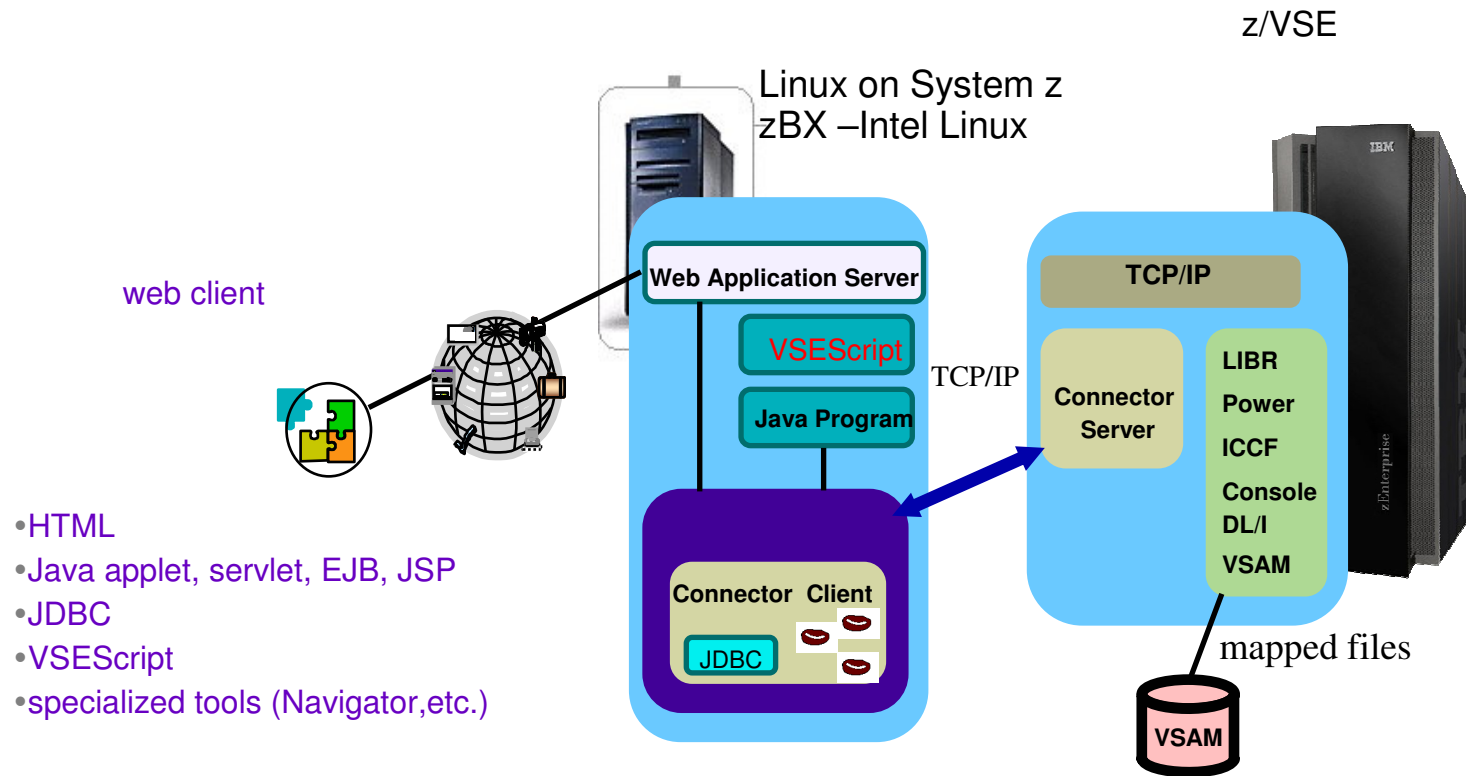 z/VSE
Linux on System z
zBX –Intel Linux
IBM
web client
Web Application Server
VSEScript
Java Program
TCP/IP
TCP/IP
Connector
Server
LIBR
Power
ICCF
Console
DL/I
VSAM
zEnterprise
Connector Client
JDBC
•HTML
•Java applet, servlet, EJB, JSP
•JDBC
•VSEScript
•specialized tools (Navigator,etc.)
mapped files
VSAM